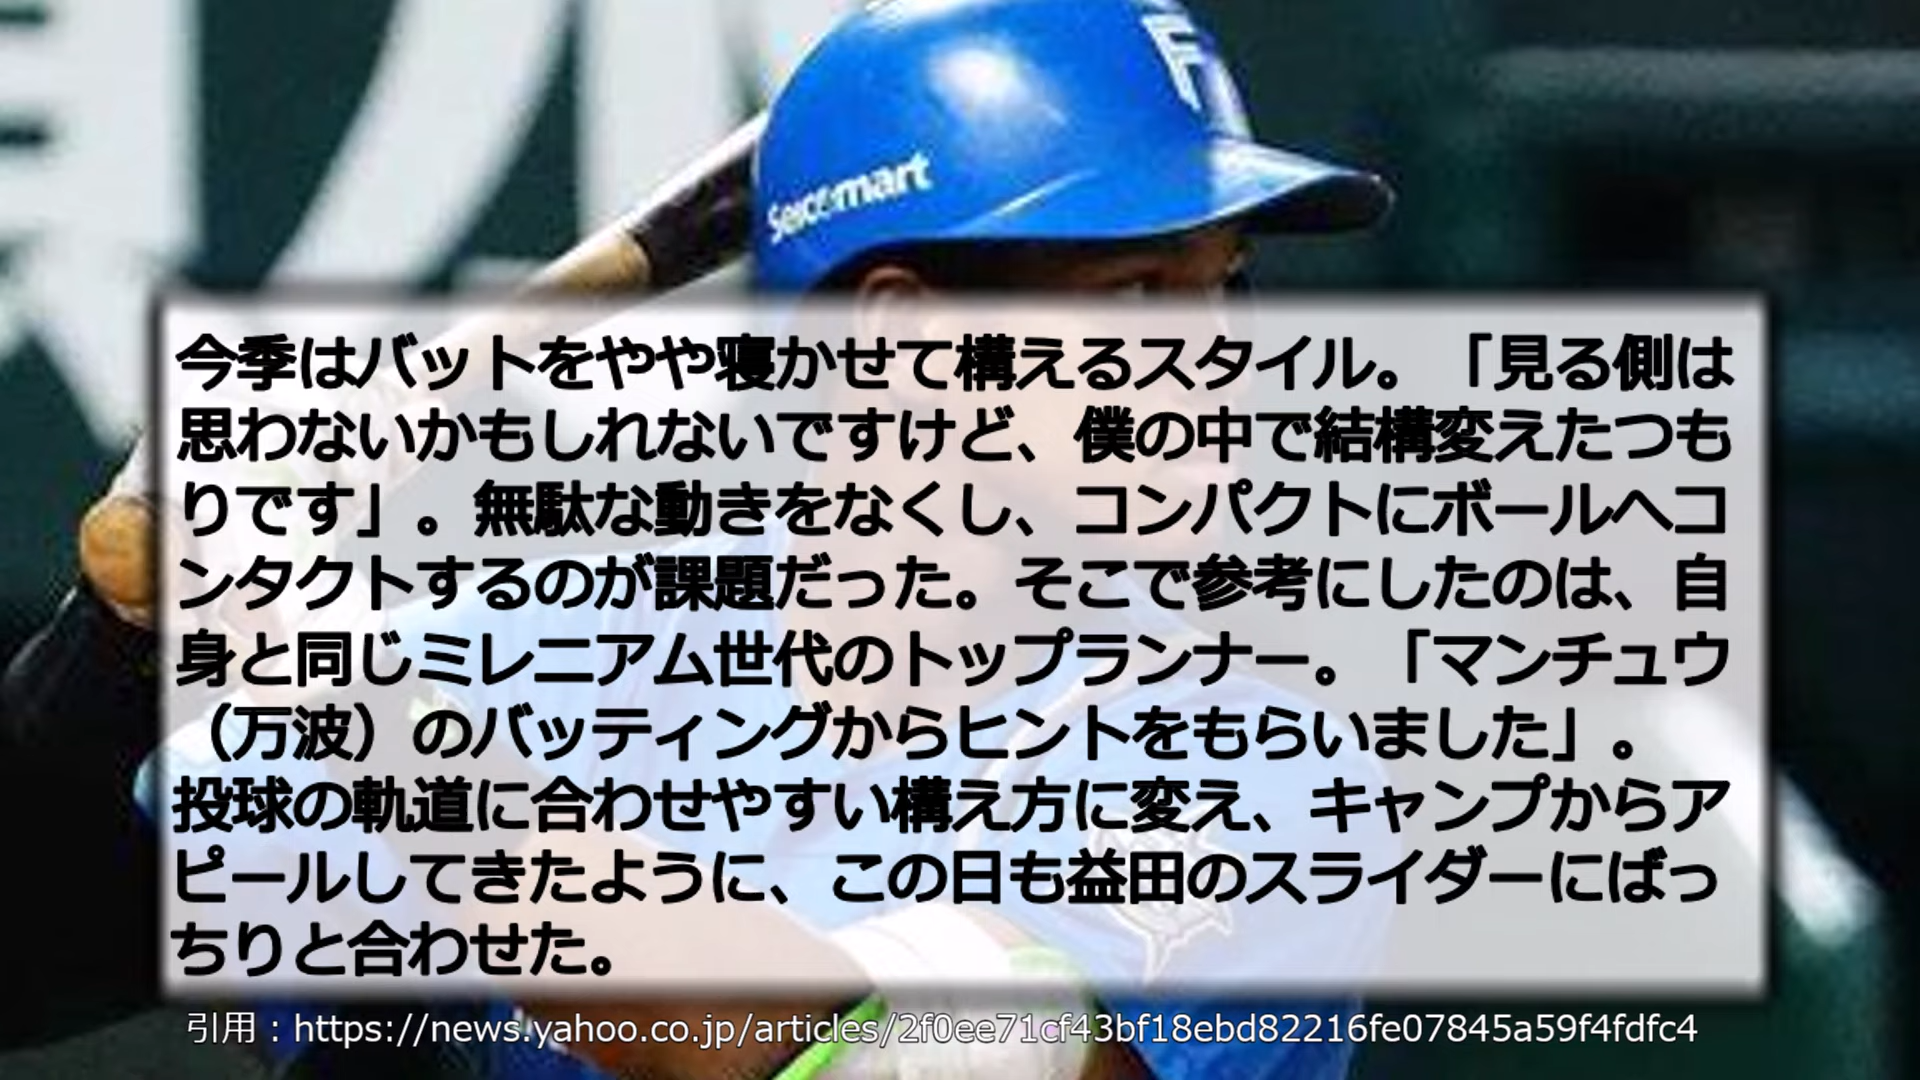 Seicomart
F
今季はバットをやや寝かせて構えるスタイル。「見る側は
思わないかもしれないですけど、僕の中で結構変えたつも
りです」。無駄な動きをなくし、コンパクトにボールへコ
ンタクトするのが課題だった。そこで参考にしたのは、自
身と同じミレニアム世代のトップランナー。「マンチュウ
（万波）のバッティングからヒントをもらいました」。
投球の軌道に合わせやすい構え方に変え、キャンプからア
ピールしてきたように、この日も益田のスライダーにばっ
ちりと合わせた。
引用：https://news.yahoo.co.jp/articles/2f0ee71cf43bf18ebd82216fe07845a59f4fdfc4